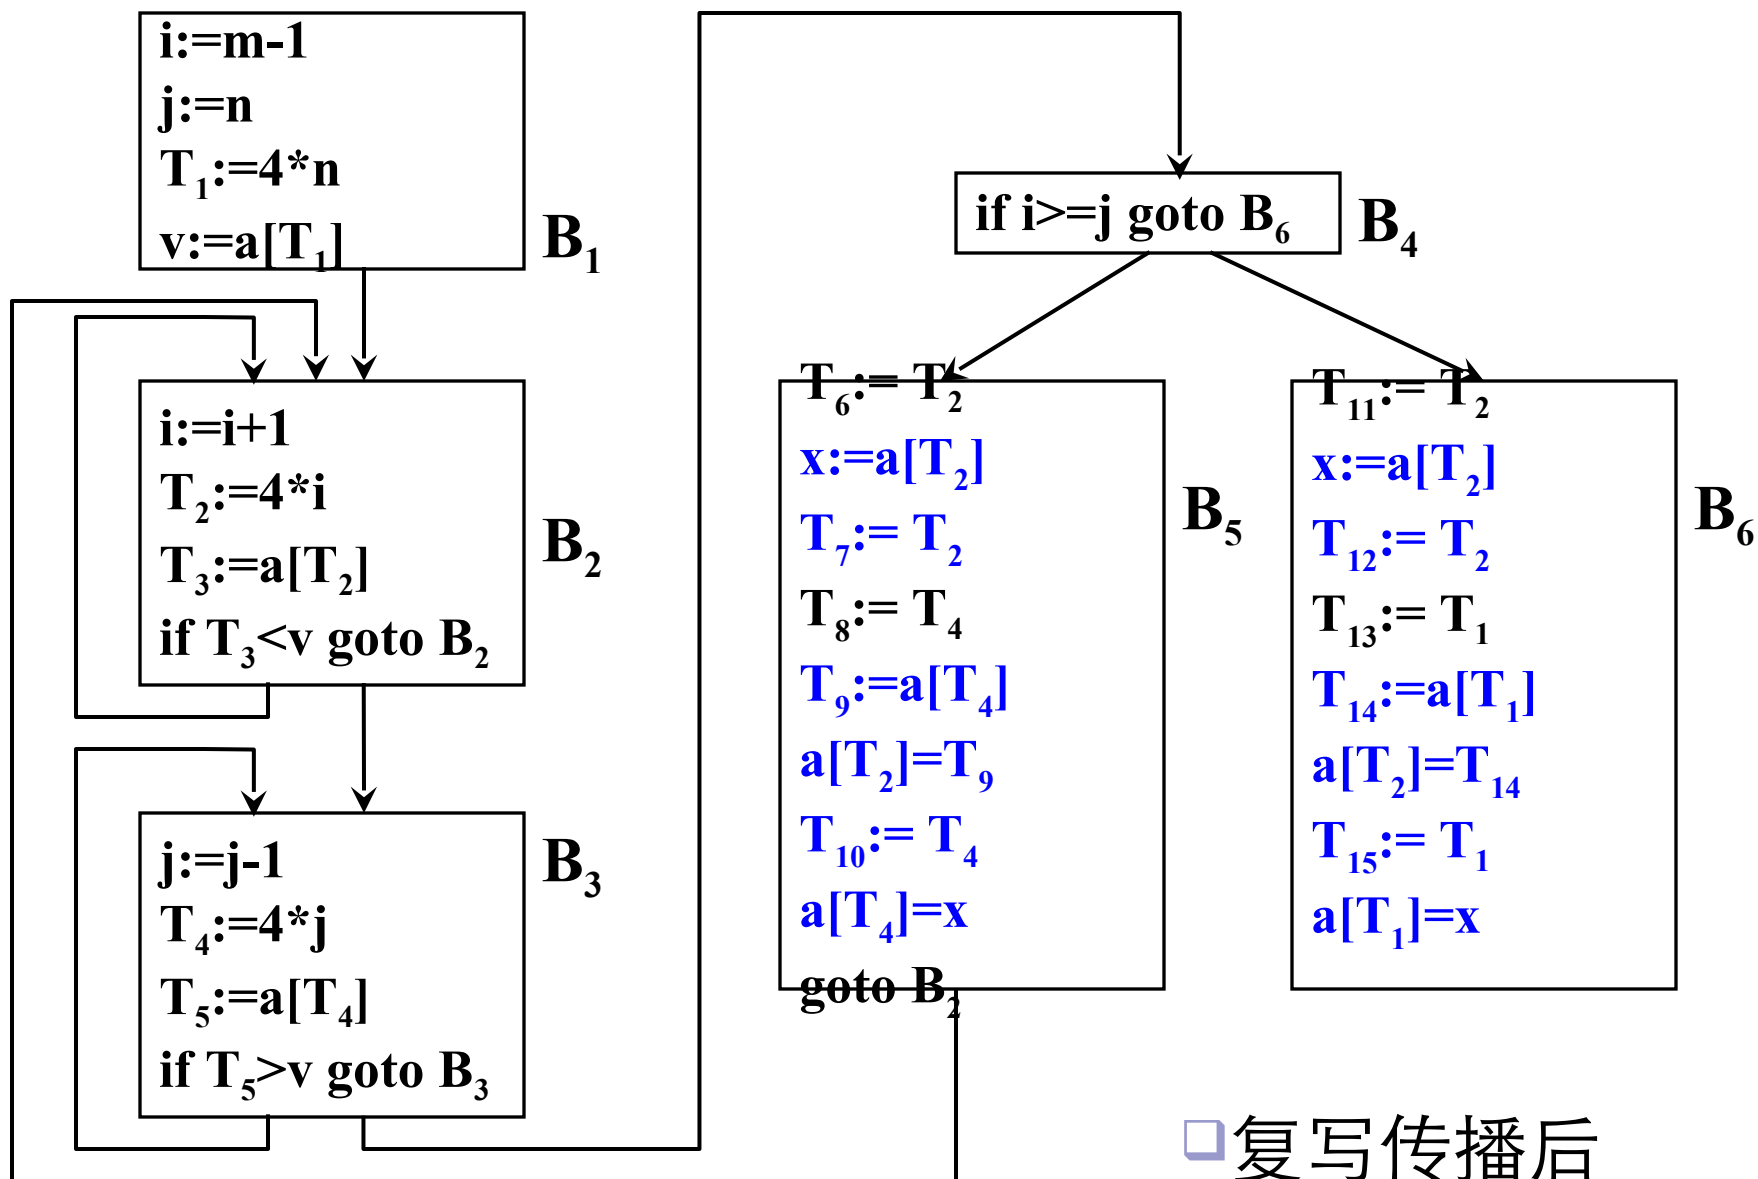 i:=m-1
j:=n
T₁:=4*n
v:=a[T₁]
B₁
i:=i+1
T₂:=4*i
T₃:=a[T₂]
if T₃<v goto B₂
B₂
j:=j-1
T₄:=4*j
T₅:=a[T₄]
if T₅>v goto B₃
B₃
if i>=j goto B₆
B₄
T₆:= T₂
x:=a[T₂]
T₇:= T₂
T₈:= T₄
T₉:=a[T₄]
a[T₂]=T₉
T₁₀:= T₄
a[T₄]=x
goto B₂
B₅
T₁₁:= T₂
x:=a[T₂]
T₁₂:= T₂
T₁₃:= T₁
T₁₄:=a[T₁]
a[T₂]=T₁₄
T₁₅:= T₁
a[T₁]=x
B₆
复写传播后